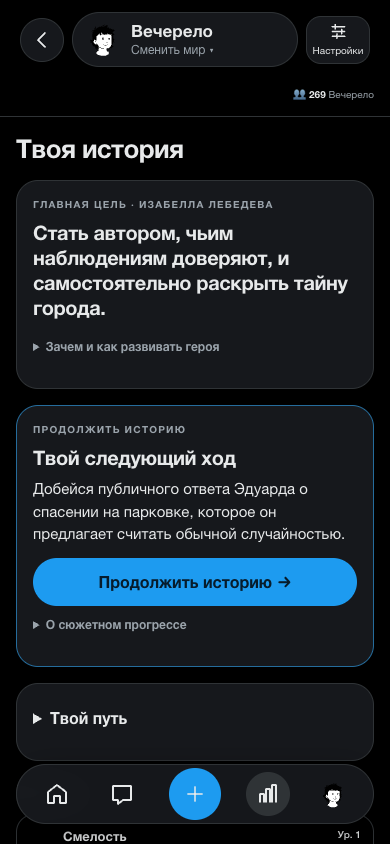 Вечерело
Сменить мир ▾
Настройки
👥 269 Вечерело
Твоя история
ГЛАВНАЯ ЦЕЛЬ · ИЗАБЕЛЛА ЛЕБЕДЕВА
Стать автором, чьим
наблюдениям доверяют, и
самостоятельно раскрыть тайну
города.
▶ Зачем и как развивать героя
ПРОДОЛЖИТЬ ИСТОРИЮ
Твой следующий ход
Добейся публичного ответа Эдуарда о
спасении на парковке, которое он
предлагает считать обычной случайностью.
Продолжить историю →
▶ О сюжетном прогрессе
▶ Твой путь
Смелость
Ур. 1